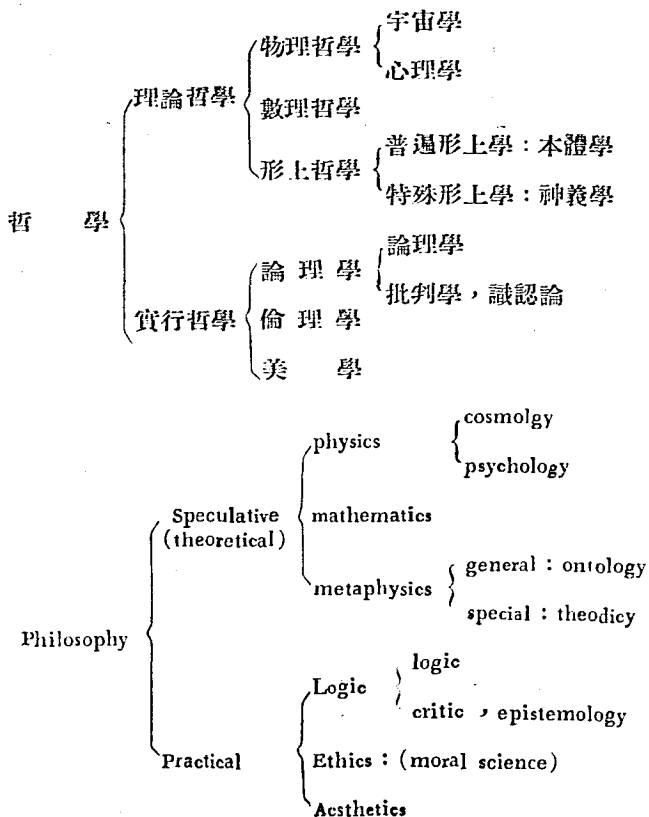 宇宙學
物理哲學
心理學
理論哲學
數理哲學
普遍形上學：本體學
形上哲學
特殊形上學：神義學
哲 學
論理學
論 理 學
批判學，識認論
實行哲學
倫 理 學
美 學
cosmolgy
physics
psychology
Speculative
(theoretical)
mathematics
general : ontology
metaphysics
special : theodicy
Philosophy
logic
Logic
critic , epistemology
Practical
Ethics : (moral science)
Aesthetics